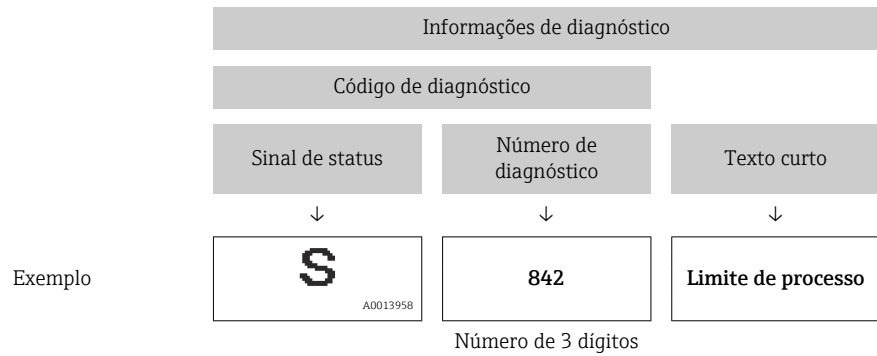 Informações de diagnóstico
Código de diagnóstico
Sinal de status
Número de
diagnóstico
Texto curto
↓ ↓ ↓
Exemplo
S
A0013958
842
Limite de processo
Número de 3 dígitos